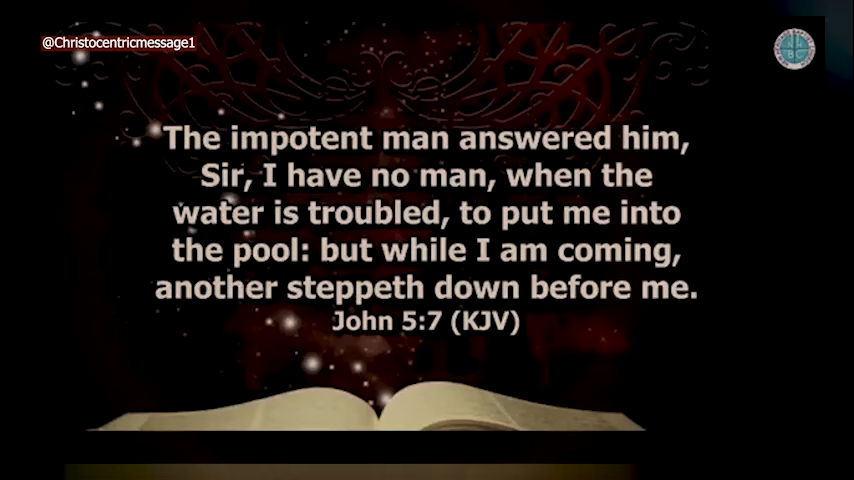 @Christocentricmessage1
N H
B C
The impotent man answered him,
Sir, I have no man, when the
water is troubled, to put me into
the pool: but while I am coming,
another steppeth down before me.
John 5:7 (KJV)